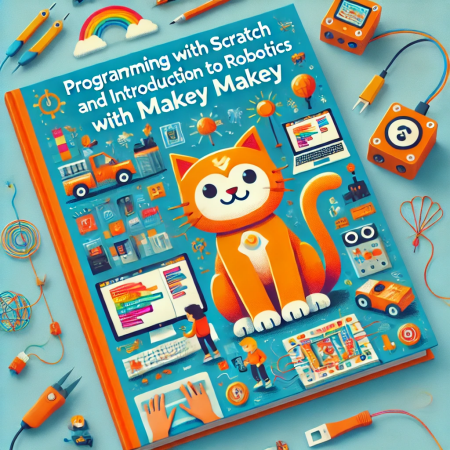 Programming with Scratch
and Introduction to Robotics
with Makey Makey